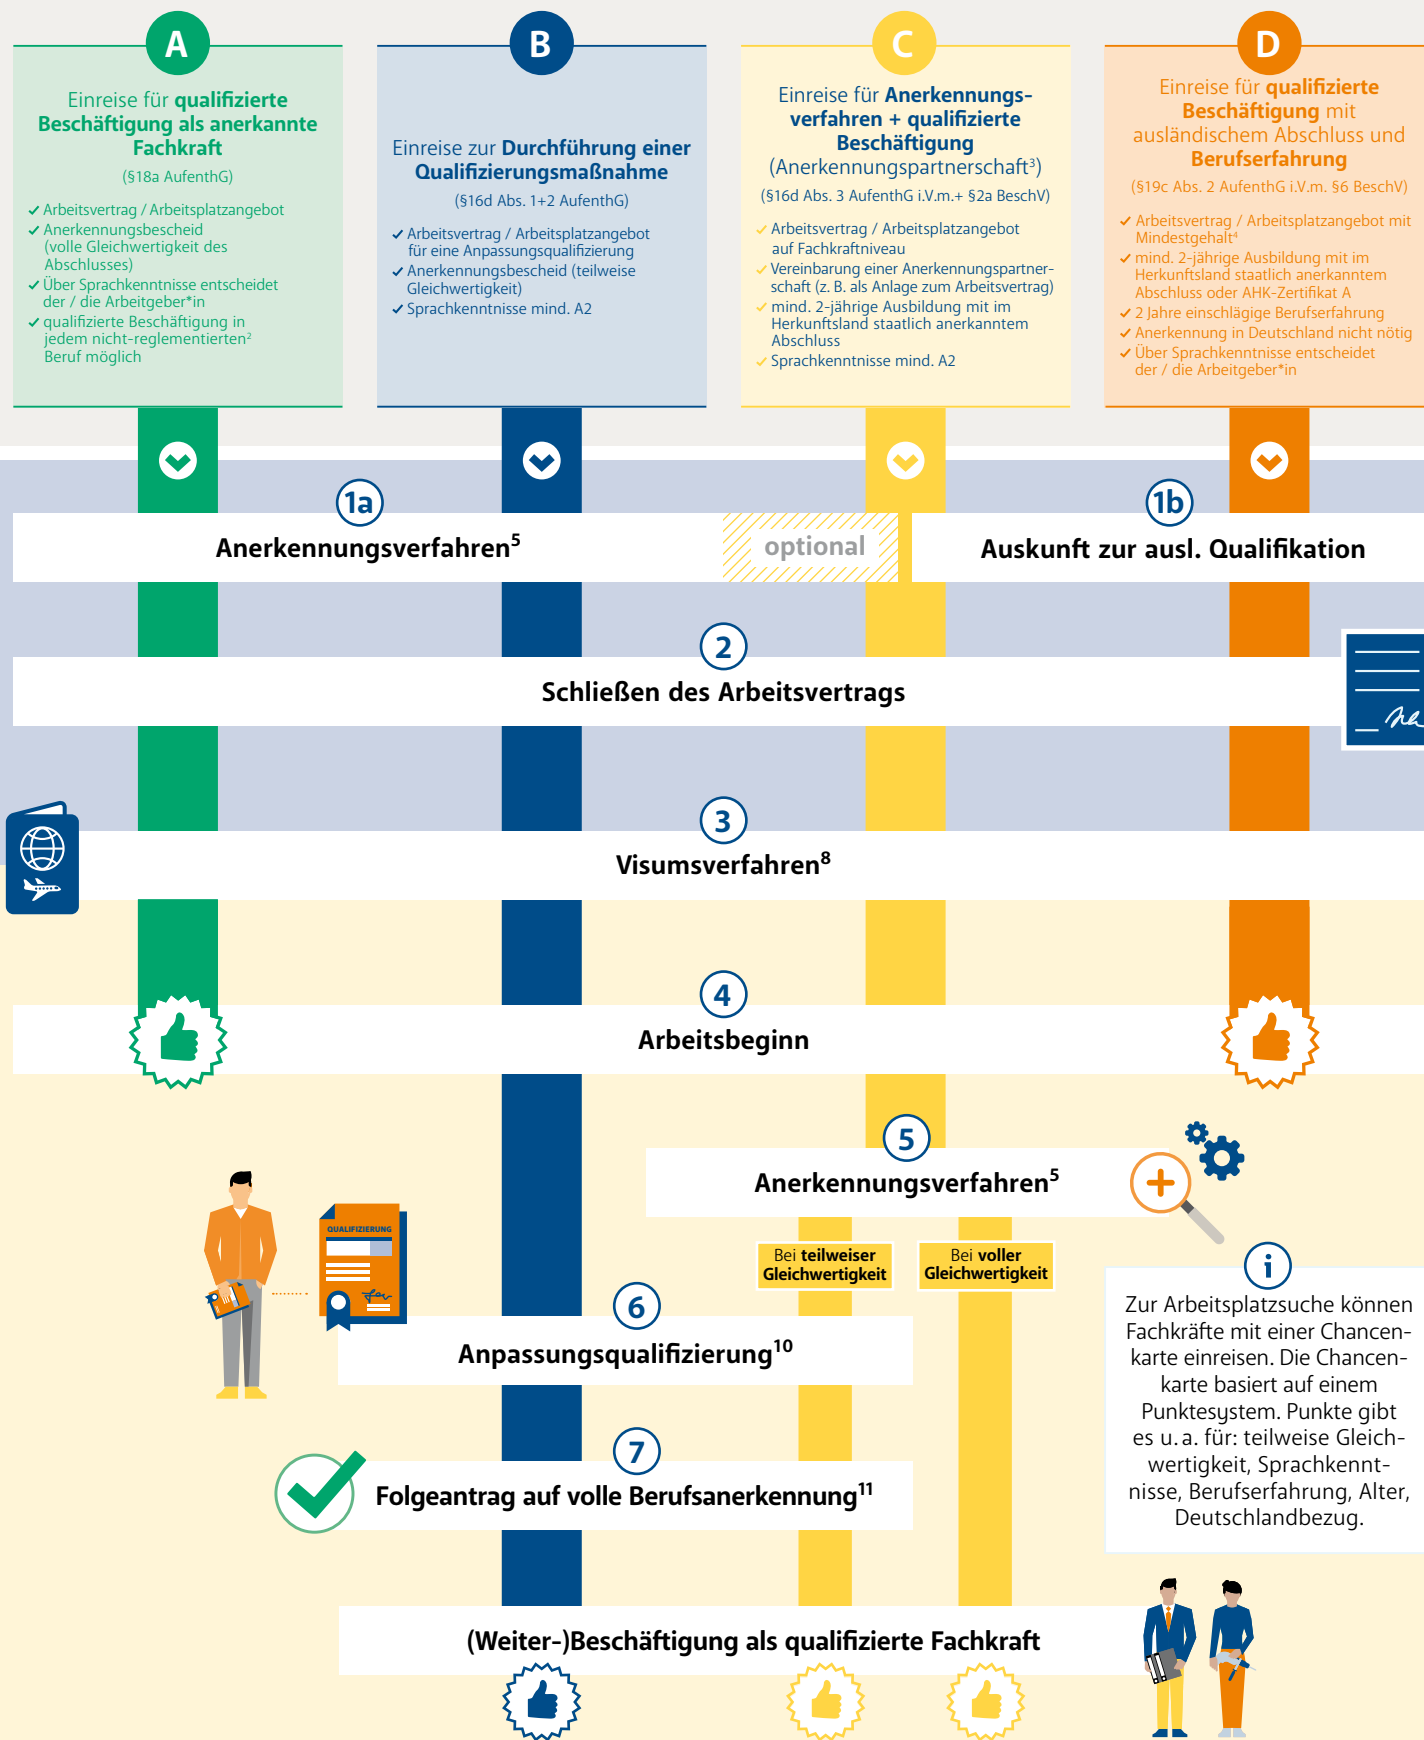 A
Einreise für qualifizierte
Beschäftigung als anerkannte
Fachkraft
(§18a AufenthG)
Arbeitsvertrag / Arbeitsplatzangebot
Anerkennungsbescheid
(volle Gleichwertigkeit des
Abschlusses)
Über Sprachkenntnisse entscheidet
der / die Arbeitgeber*in
qualifizierte Beschäftigung in
jedem nicht-reglementierten²
Beruf möglich
B
Einreise zur Durchführung einer
Qualifizierungsmaßnahme
(§16d Abs. 1+2 AufenthG)
Arbeitsvertrag / Arbeitsplatzangebot
für eine Anpassungsqualifizierung
Anerkennungsbescheid (teilweise
Gleichwertigkeit)
Sprachkenntnisse mind. A2
C
Einreise für Anerkennungs-
verfahren + qualifizierte
Beschäftigung
(Anerkennungspartnerschaft³)
(§16d Abs. 3 AufenthG i.V.m.+ §2a BeschV)
Arbeitsvertrag / Arbeitsplatzangebot
auf Fachkraftniveau
Vereinbarung einer Anerkennungspartner-
schaft (z. B. als Anlage zum Arbeitsvertrag)
mind. 2-jährige Ausbildung mit im
Herkunftsland staatlich anerkanntem
Abschluss
Sprachkenntnisse mind. A2
D
Einreise für qualifizierte
Beschäftigung mit
ausländischem Abschluss und
Berufserfahrung
(§19c Abs. 2 AufenthG i.V.m. §6 BeschV)
Arbeitsvertrag / Arbeitsplatzangebot mit
Mindestgehalt⁴
mind. 2-jährige Ausbildung mit im
Herkunftsland staatlich anerkanntem
Abschluss oder AHK-Zertifikat A
2 Jahre einschlägige Berufserfahrung
Anerkennung in Deutschland nicht nötig
Über Sprachkenntnisse entscheidet
der / die Arbeitgeber*in
1a
Anerkennungsverfahren⁵
optional
1b
Auskunft zur ausl. Qualifikation
2
Schließen des Arbeitsvertrags
3
Visumsverfahren⁸
4
Arbeitsbeginn
5
Anerkennungsverfahren⁵
Bei teilweiser
Gleichwertigkeit
Bei voller
Gleichwertigkeit
QUALIFIZIERUNG
6
Anpassungsqualifizierung¹⁰
7
Folgeantrag auf volle Berufsanerkennung¹¹
i
Zur Arbeitsplatzsuche können
Fachkräfte mit einer Chancen-
karte einreisen. Die Chancen-
karte basiert auf einem
Punktesystem. Punkte gibt
es u. a. für: teilweise Gleich-
wertigkeit, Sprachkennt-
nisse, Berufserfahrung, Alter,
Deutschlandbezug.
(Weiter-)Beschäftigung als qualifizierte Fachkraft